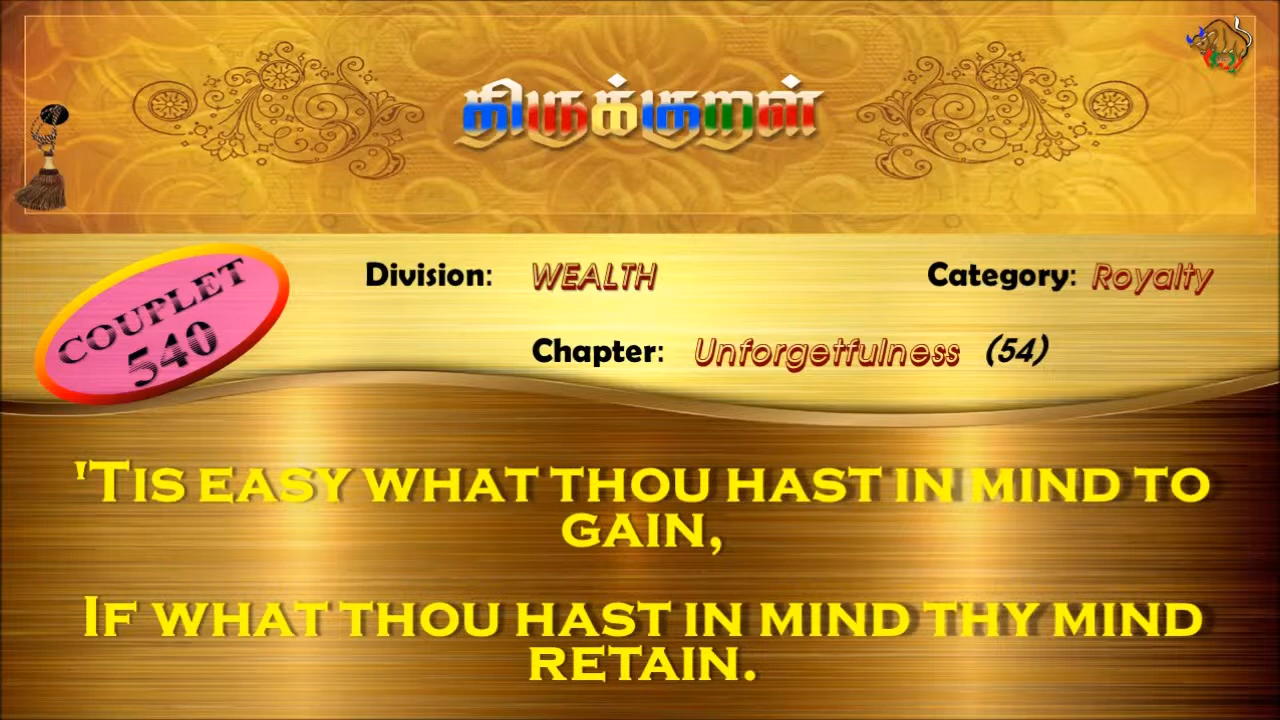 திருக்குறள்
COUPLET
540
Division: WEALTH Category: Royalty
Chapter: Unforgetfulness (54)
'TIS EASY WHAT THOU HAST IN MIND TO
GAIN,
IF WHAT THOU HAST IN MIND THY MIND
RETAIN.